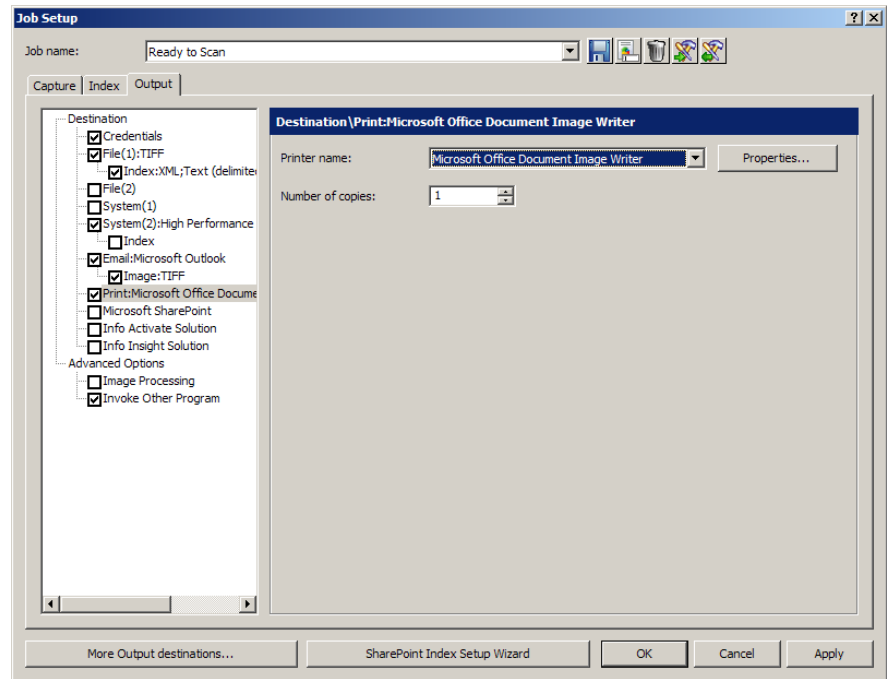 Job Setup
Job name:
Ready to Scan
Capture
Index
Output
Destination
Credentials
File(1):TIFF
Index:XML;Text (delimite
File(2)
System(1)
System(2):High Performance
Index
Email:Microsoft Outlook
Image:TIFF
Print:Microsoft Office Docume
Microsoft SharePoint
Info Activate Solution
Info Insight Solution
Advanced Options
Image Processing
Invoke Other Program
Destination\Print:Microsoft Office Document Image Writer
Printer name:
Microsoft Office Document Image Writer
Properties...
Number of copies:
1
More Output destinations...
SharePoint Index Setup Wizard
OK
Cancel
Apply